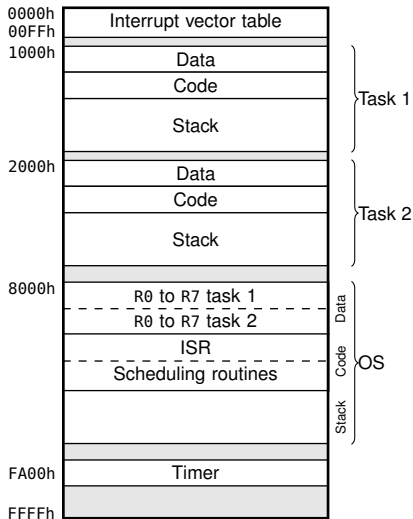 0000h
Interrupt vector table
00FFh
1000h
Data
Code
Stack
Task 1
2000h
Data
Code
Stack
Task 2
8000h
R0 to R7 task 1
R0 to R7 task 2
Data
ISR
Scheduling routines
Code
Stack
OS
FA00h
Timer
FFFFh